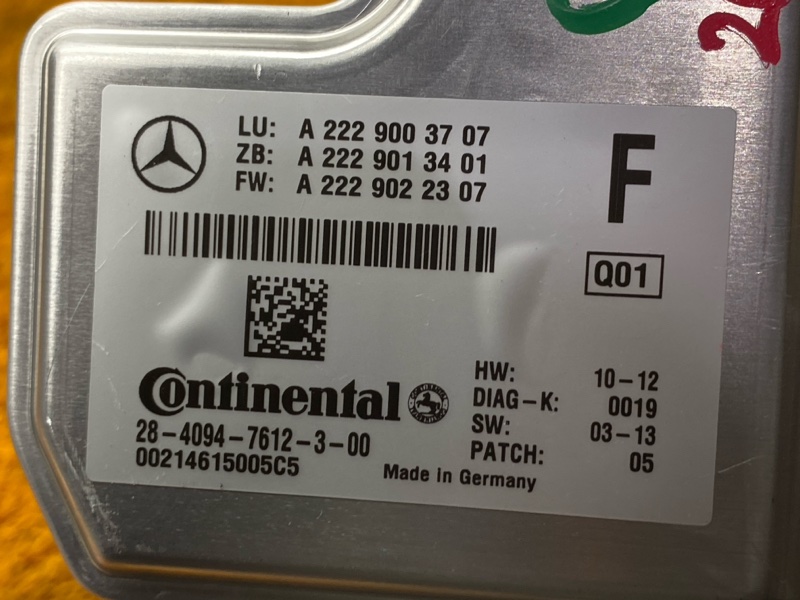 LU: A 222 900 37 07
ZB: A 222 901 34 01
FW: A 222 902 23 07
F
Q01
Continental
28-4094-7612-3-00
00214615005C5
Made in Germany
HW: 10-12
DIAG-K: 0019
SW: 03-13
PATCH: 05